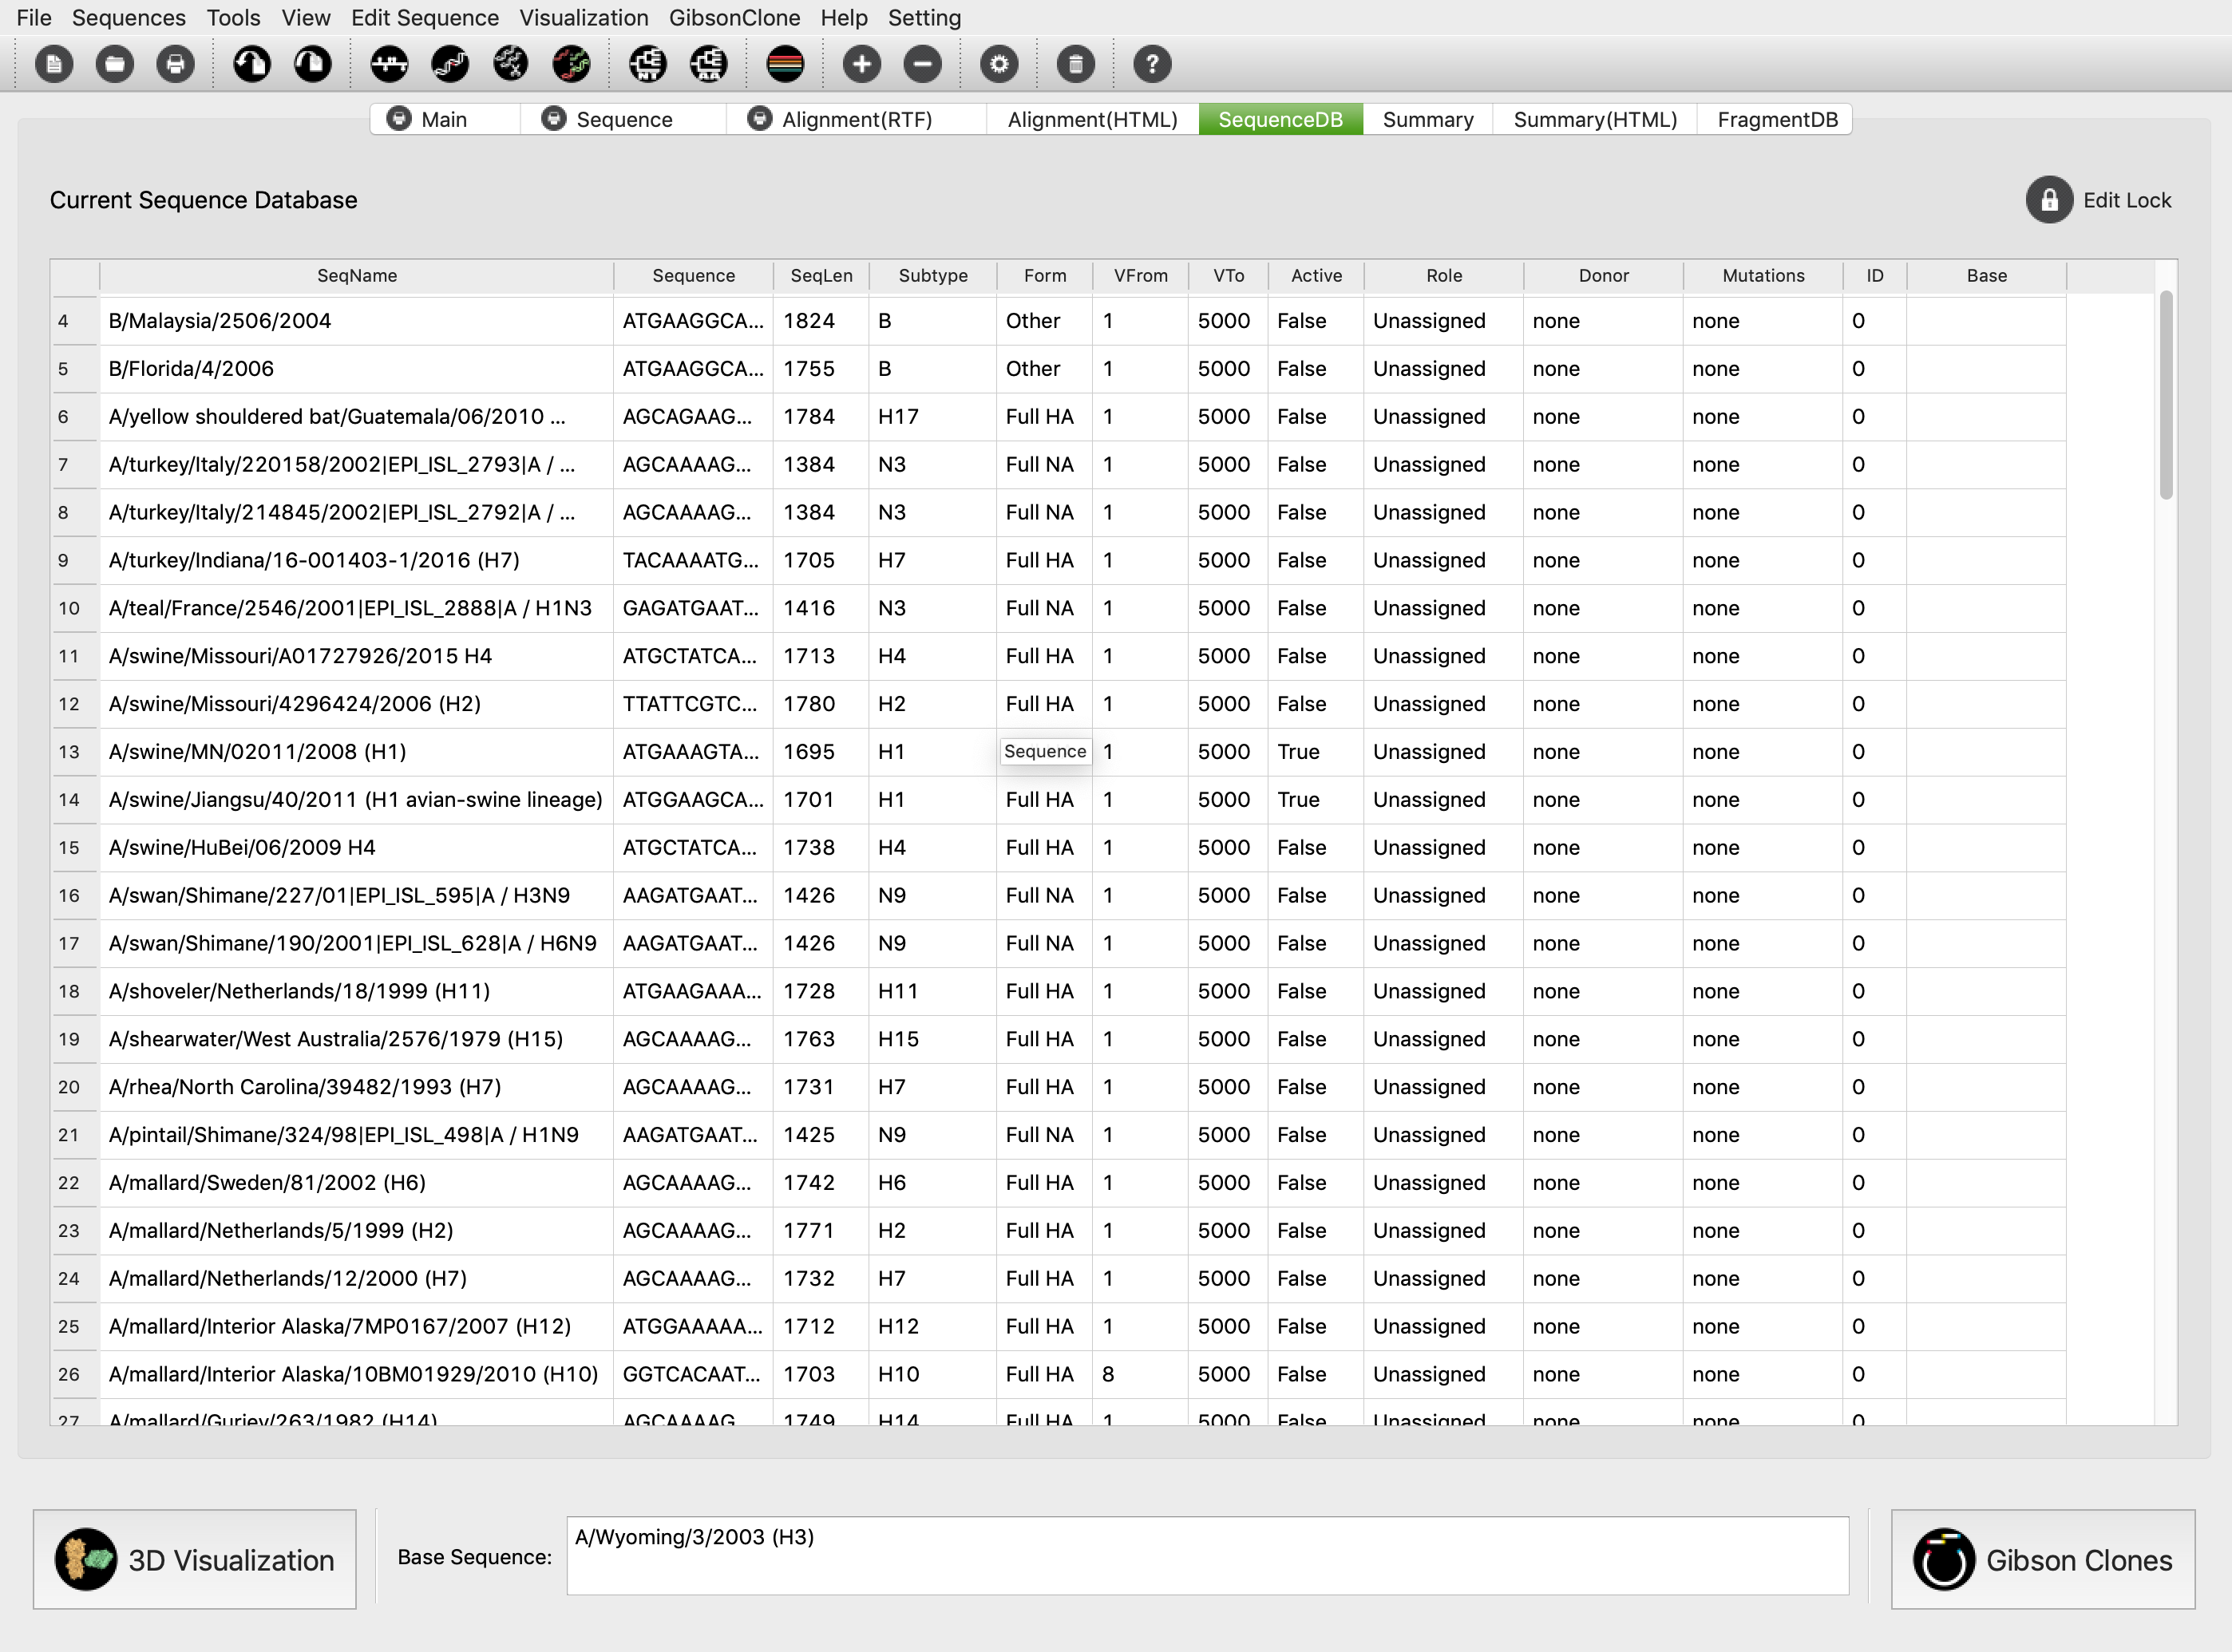 File Sequences Tools View Edit Sequence Visualization GibsonClone Help Setting
NT AA ?
Main Sequence Alignment(RTF) Alignment(HTML) SequenceDB Summary Summary(HTML) FragmentDB
Current Sequence Database Edit Lock
SeqName Sequence SeqLen Subtype Form VFrom VTo Active Role Donor Mutations ID Base
4 B/Malaysia/2506/2004 ATGAAGGCA... 1824 B Other 1 5000 False Unassigned none none 0
5 B/Florida/4/2006 ATGAAGGCA... 1755 B Other 1 5000 False Unassigned none none 0
6 A/yellow shouldered bat/Guatemala/06/2010 ... AGCAGAAG... 1784 H17 Full HA 1 5000 False Unassigned none none 0
7 A/turkey/Italy/220158/2002|EPI_ISL_2793|A / ... AGCAAAAG... 1384 N3 Full NA 1 5000 False Unassigned none none 0
8 A/turkey/Italy/214845/2002|EPI_ISL_2792|A / ... AGCAAAAG... 1384 N3 Full NA 1 5000 False Unassigned none none 0
9 A/turkey/Indiana/16-001403-1/2016 (H7) TACAAAATG... 1705 H7 Full HA 1 5000 False Unassigned none none 0
10 A/teal/France/2546/2001|EPI_ISL_2888|A / H1N3 GAGATGAAT... 1416 N3 Full NA 1 5000 False Unassigned none none 0
11 A/swine/Missouri/A01727926/2015 H4 ATGCTATCA... 1713 H4 Full HA 1 5000 False Unassigned none none 0
12 A/swine/Missouri/4296424/2006 (H2) TTATTCGTC... 1780 H2 Full HA 1 5000 False Unassigned none none 0
13 A/swine/MN/02011/2008 (H1) ATGAAAGTA... 1695 H1 Sequence 1 5000 True Unassigned none none 0
14 A/swine/Jiangsu/40/2011 (H1 avian-swine lineage) ATGGAAGCA... 1701 H1 Full HA 1 5000 True Unassigned none none 0
15 A/swine/HuBei/06/2009 H4 ATGCTATCA... 1738 H4 Full HA 1 5000 False Unassigned none none 0
16 A/swan/Shimane/227/01|EPI_ISL_595|A / H3N9 AAGATGAAT... 1426 N9 Full NA 1 5000 False Unassigned none none 0
17 A/swan/Shimane/190/2001|EPI_ISL_628|A / H6N9 AAGATGAAT... 1426 N9 Full NA 1 5000 False Unassigned none none 0
18 A/shoveler/Netherlands/18/1999 (H11) ATGAAGAAA... 1728 H11 Full HA 1 5000 False Unassigned none none 0
19 A/shearwater/West Australia/2576/1979 (H15) AGCAAAAG... 1763 H15 Full HA 1 5000 False Unassigned none none 0
20 A/rhea/North Carolina/39482/1993 (H7) AGCAAAAG... 1731 H7 Full HA 1 5000 False Unassigned none none 0
21 A/pintail/Shimane/324/98|EPI_ISL_498|A / H1N9 AAGATGAAT... 1425 N9 Full NA 1 5000 False Unassigned none none 0
22 A/mallard/Sweden/81/2002 (H6) AGCAAAAG... 1742 H6 Full HA 1 5000 False Unassigned none none 0
23 A/mallard/Netherlands/5/1999 (H2) AGCAAAAG... 1771 H2 Full HA 1 5000 False Unassigned none none 0
24 A/mallard/Netherlands/12/2000 (H7) AGCAAAAG... 1732 H7 Full HA 1 5000 False Unassigned none none 0
25 A/mallard/Interior Alaska/7MP0167/2007 (H12) ATGGAAAAA... 1712 H12 Full HA 1 5000 False Unassigned none none 0
26 A/mallard/Interior Alaska/10BM01929/2010 (H10) GGTCACAAT... 1703 H10 Full HA 8 5000 False Unassigned none none 0
27 A/mallard/Gurjev/263/1982 (H14) AGCAAAAG 1749 H14 Full HA 1 5000 False Unassigned none none 0
3D Visualization Base Sequence: A/Wyoming/3/2003 (H3) Gibson Clones